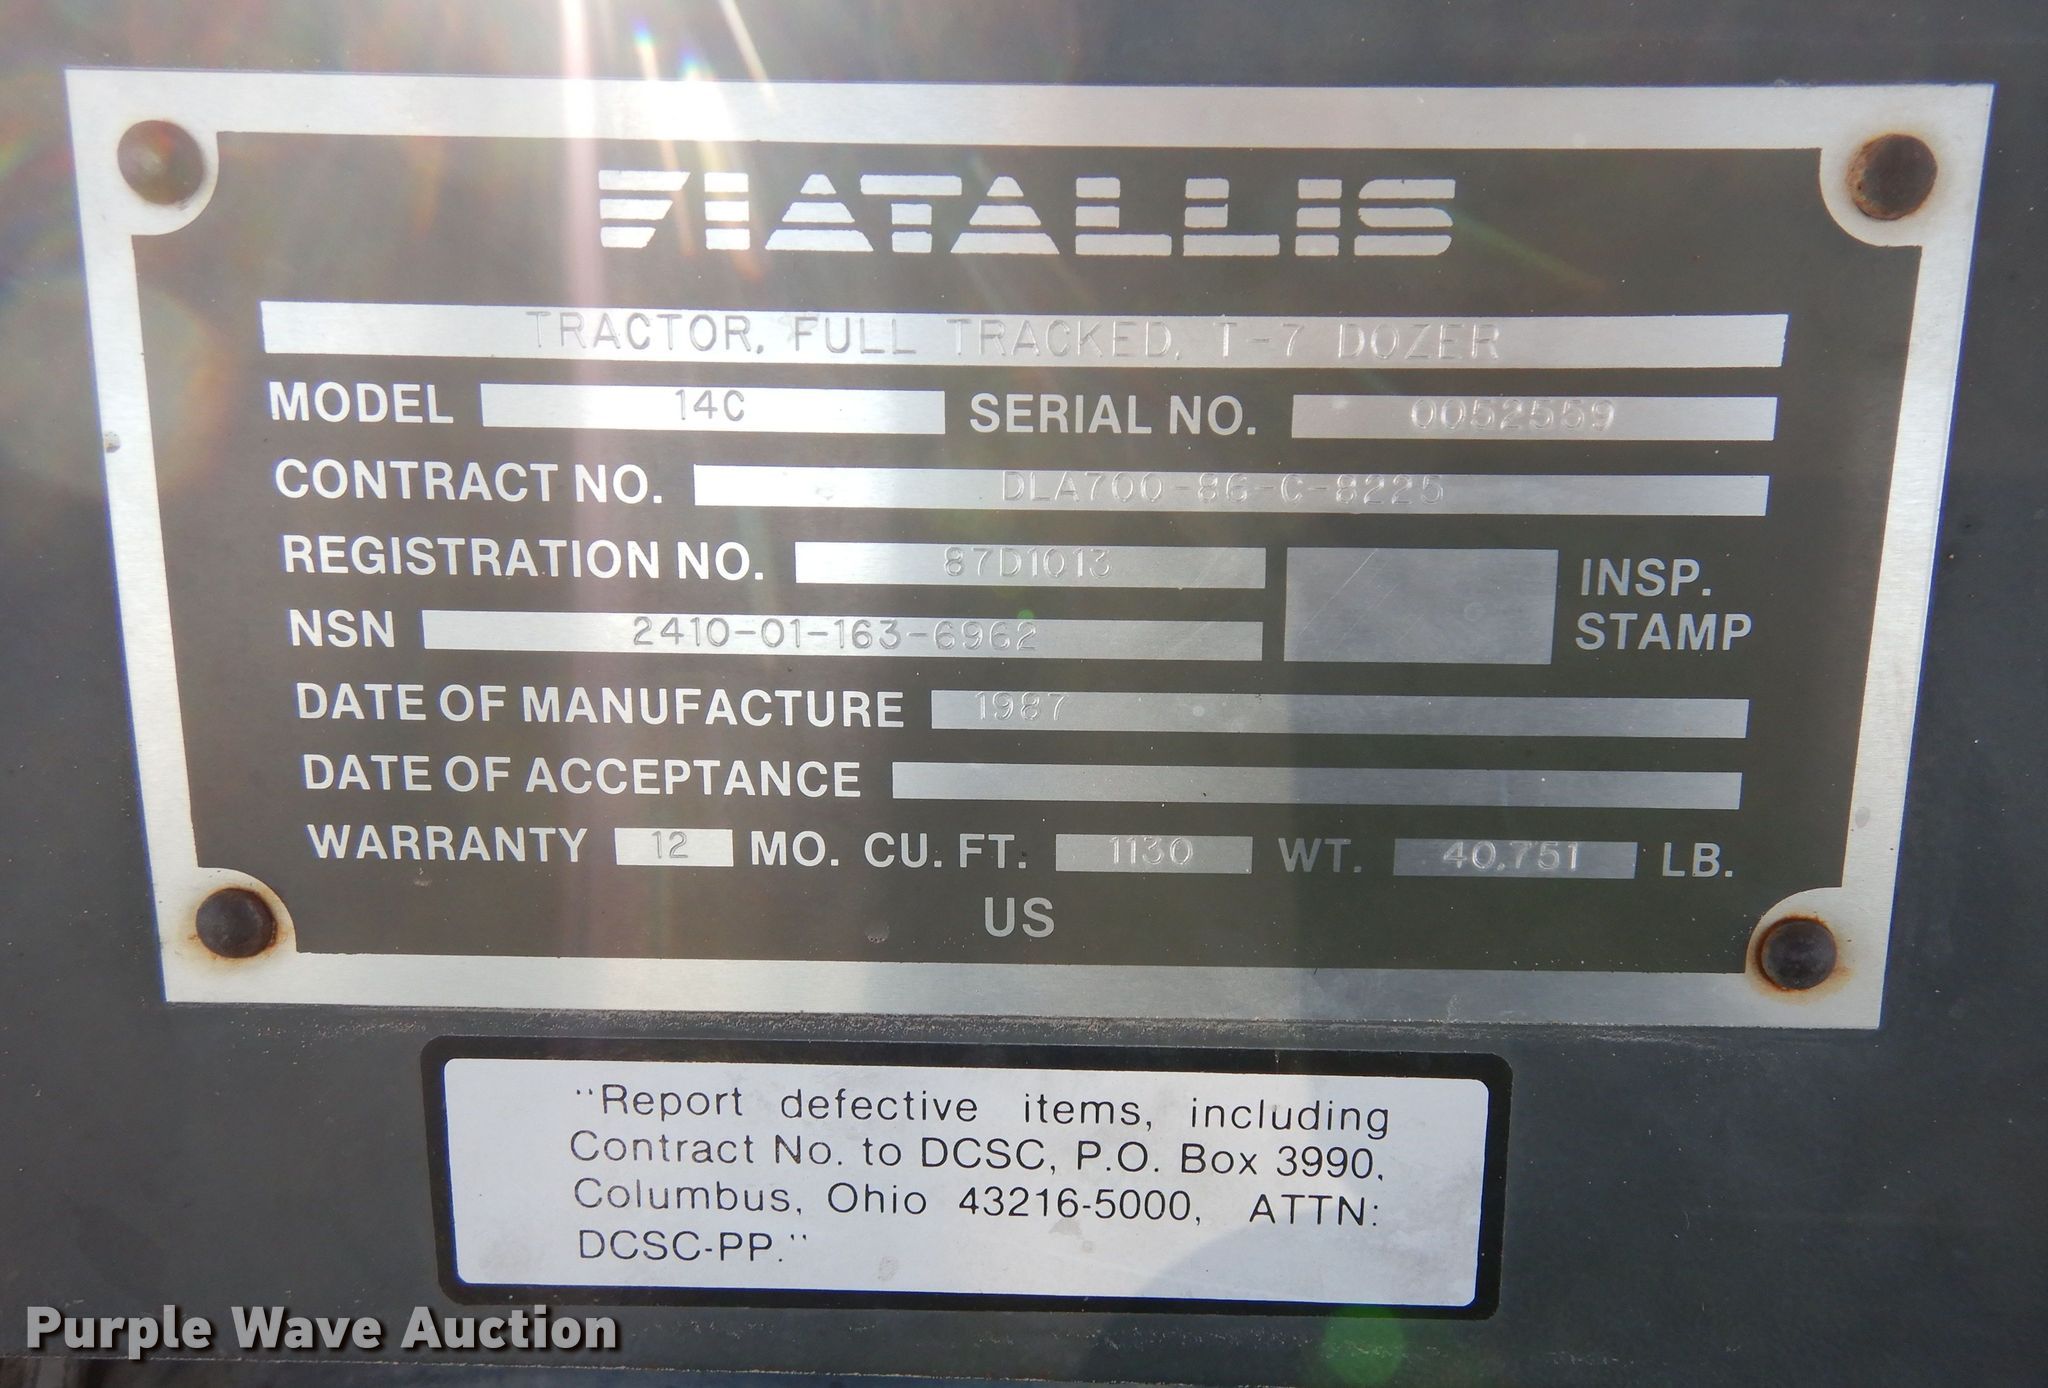 FIATALLIS
TRACTOR, FULL TRACKED, T-7 DOZER
MODEL 14C SERIAL NO. 0052559
CONTRACT NO. DLA700-86-C-8225
REGISTRATION NO. 87D1013
INSP. STAMP
NSN 2410-01-163-6962
DATE OF MANUFACTURE 1987
DATE OF ACCEPTANCE
WARRANTY 12 MO. CU. FT. 1130 WT. 40,751 LB.
US
"Report defective items, including
Contract No. to DCSC, P.O. Box 3990,
Columbus, Ohio 43216-5000, ATTN:
DCSC-PP."
Purple Wave Auction